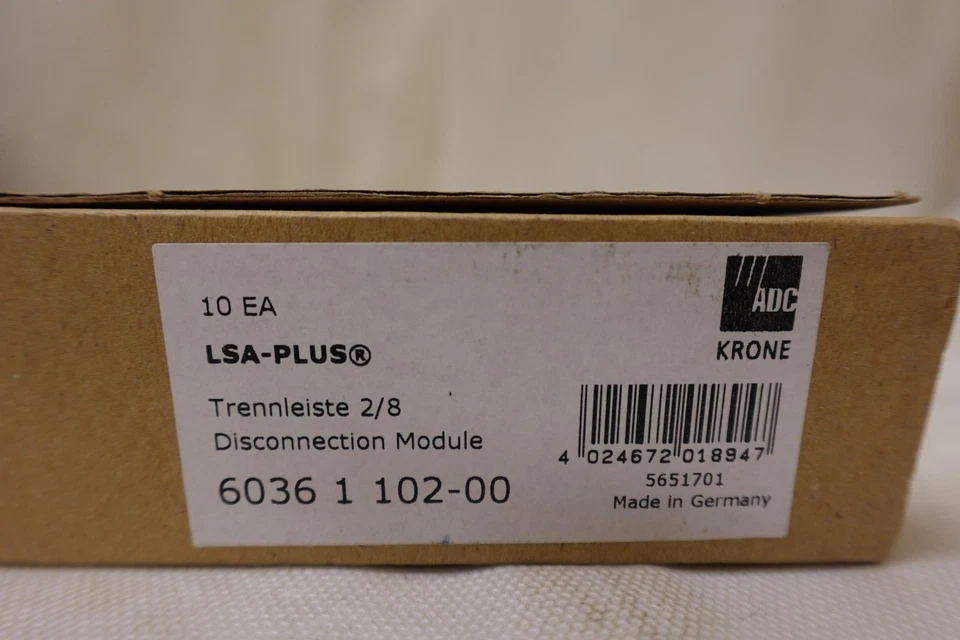 10 EA
LSA-PLUS®
Trennleiste 2/8
Disconnection Module
6036 1 102-00
ADC
KRONE
4 024672 018947
5651701
Made in Germany